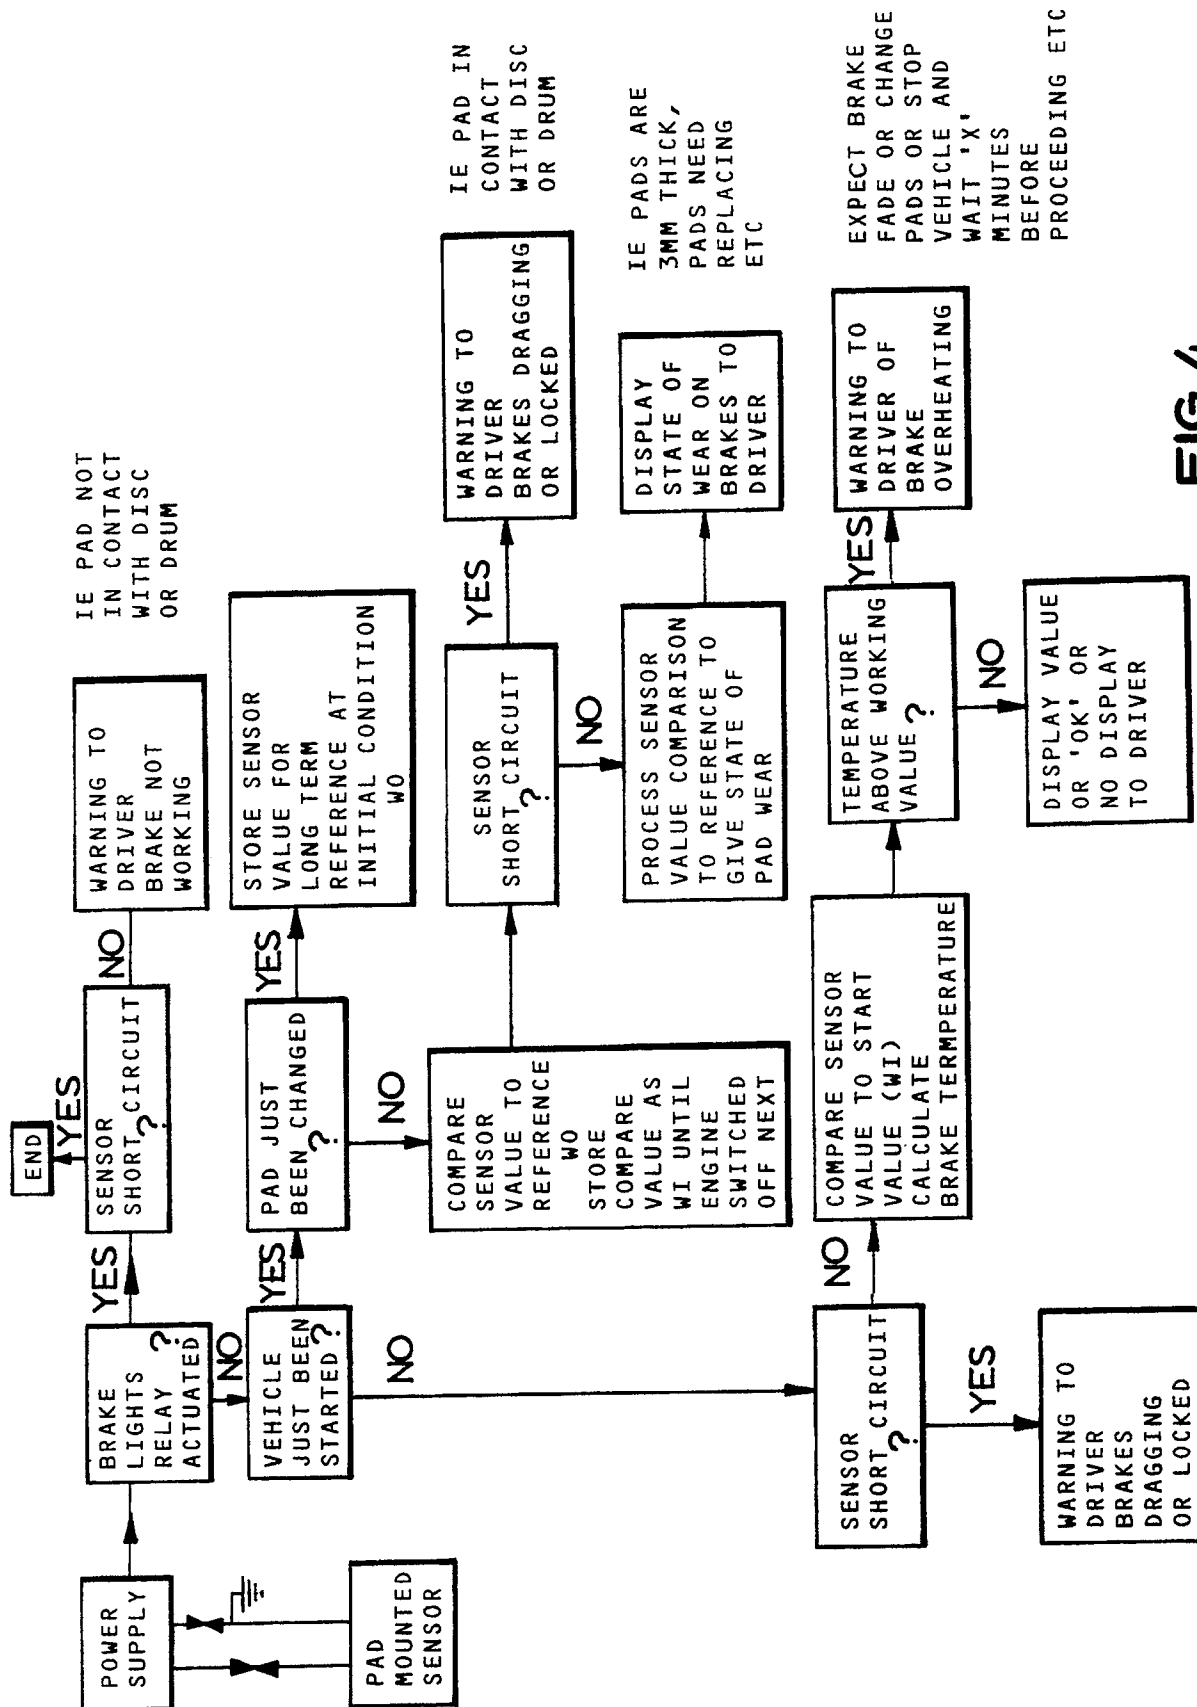 POWER
SUPPLY
PAD
MOUNTED
SENSOR
BRAKE
LIGHTS
RELAY ?
ACTUATED
YES
NO
SENSOR
SHORT CIRCUIT
?
YES
END
NO
WARNING TO
DRIVER
BRAKE NOT
WORKING
IE PAD NOT
IN CONTACT
WITH DISC
OR DRUM
VEHICLE
JUST BEEN
STARTED ?
YES
NO
PAD JUST
BEEN CHANGED
?
YES
NO
STORE SENSOR
VALUE FOR
LONG TERM
REFERENCE AT
INITIAL CONDITION
WO
COMPARE
SENSOR
VALUE TO
REFERENCE
WO
STORE
COMPARE
VALUE AS
WI UNTIL
ENGINE
SWITCHED
OFF NEXT
SENSOR
SHORT CIRCUIT
?
YES
NO
WARNING TO
DRIVER
BRAKES DRAGGING
OR LOCKED
IE PAD IN
CONTACT
WITH DISC
OR DRUM
PROCESS SENSOR
VALUE COMPARISON
TO REFERENCE TO
GIVE STATE OF
PAD WEAR
DISPLAY
STATE OF
WEAR ON
BRAKES TO
DRIVER
IE PADS ARE
3MM THICK,
PADS NEED
REPLACING
ETC
SENSOR
SHORT CIRCUIT
?
NO
YES
WARNING TO
DRIVER
BRAKES
DRAGGING
OR LOCKED
COMPARE SENSOR
VALUE TO START
VALUE (WI)
CALCULATE
BRAKE TERMPERATURE
TEMPERATURE
ABOVE WORKING
VALUE ?
YES
NO
WARNING TO
DRIVER OF
BRAKE
OVERHEATING
EXPECT BRAKE
FADE OR CHANGE
PADS OR STOP
VEHICLE AND
WAIT 'X'
MINUTES
BEFORE
PROCEEDING ETC
DISPLAY VALUE
OR 'OK' OR
NO DISPLAY
TO DRIVER
FIG 4